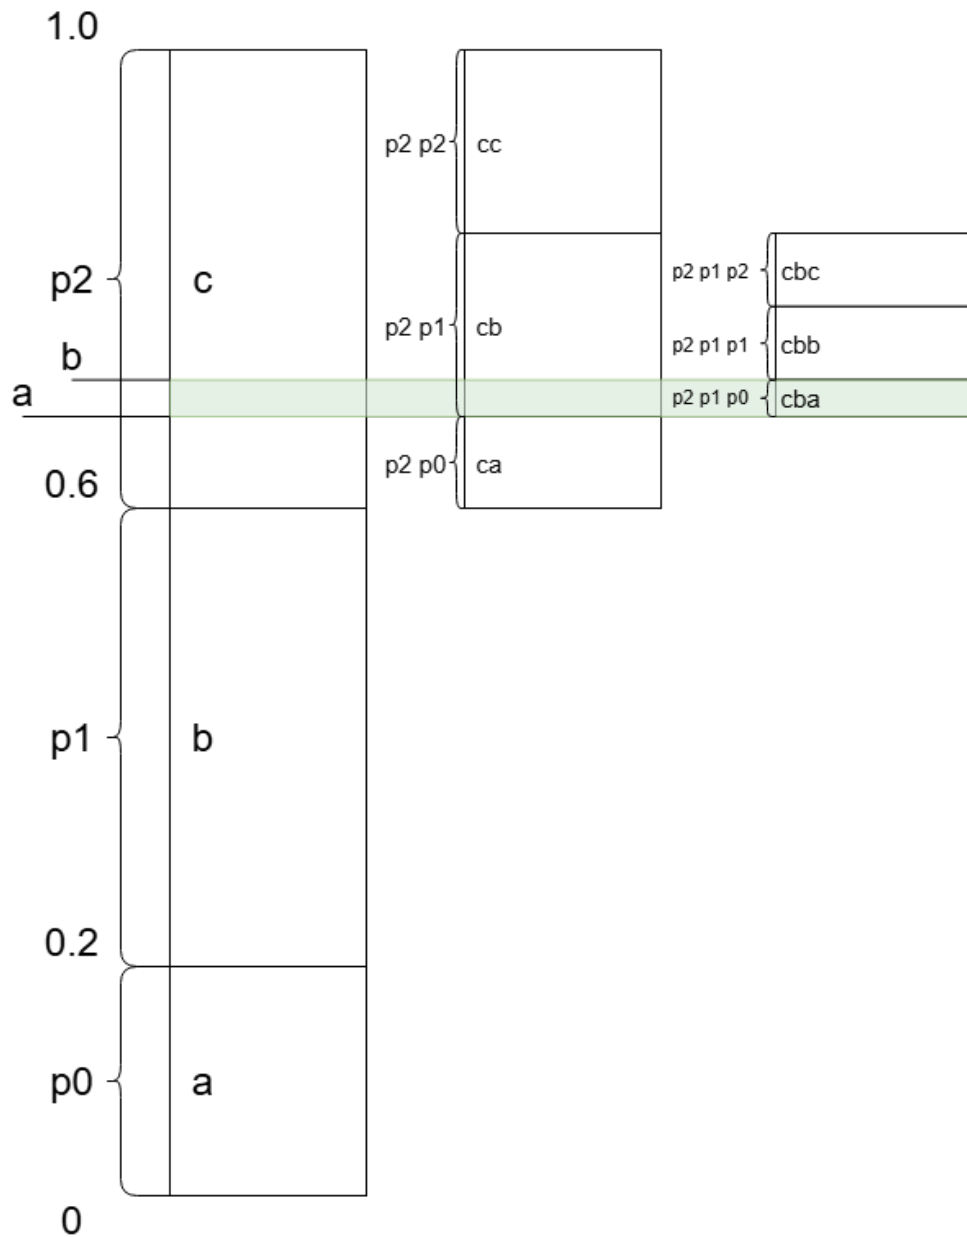 1.0
p2 p2 cc
p2 p1 p2 cbc
p2 c
p2 p1 cb
p2 p1 p1 cbb
b
a
p2 p1 p0 cba
p2 p0 ca
0.6
p1 b
0.2
p0 a
0